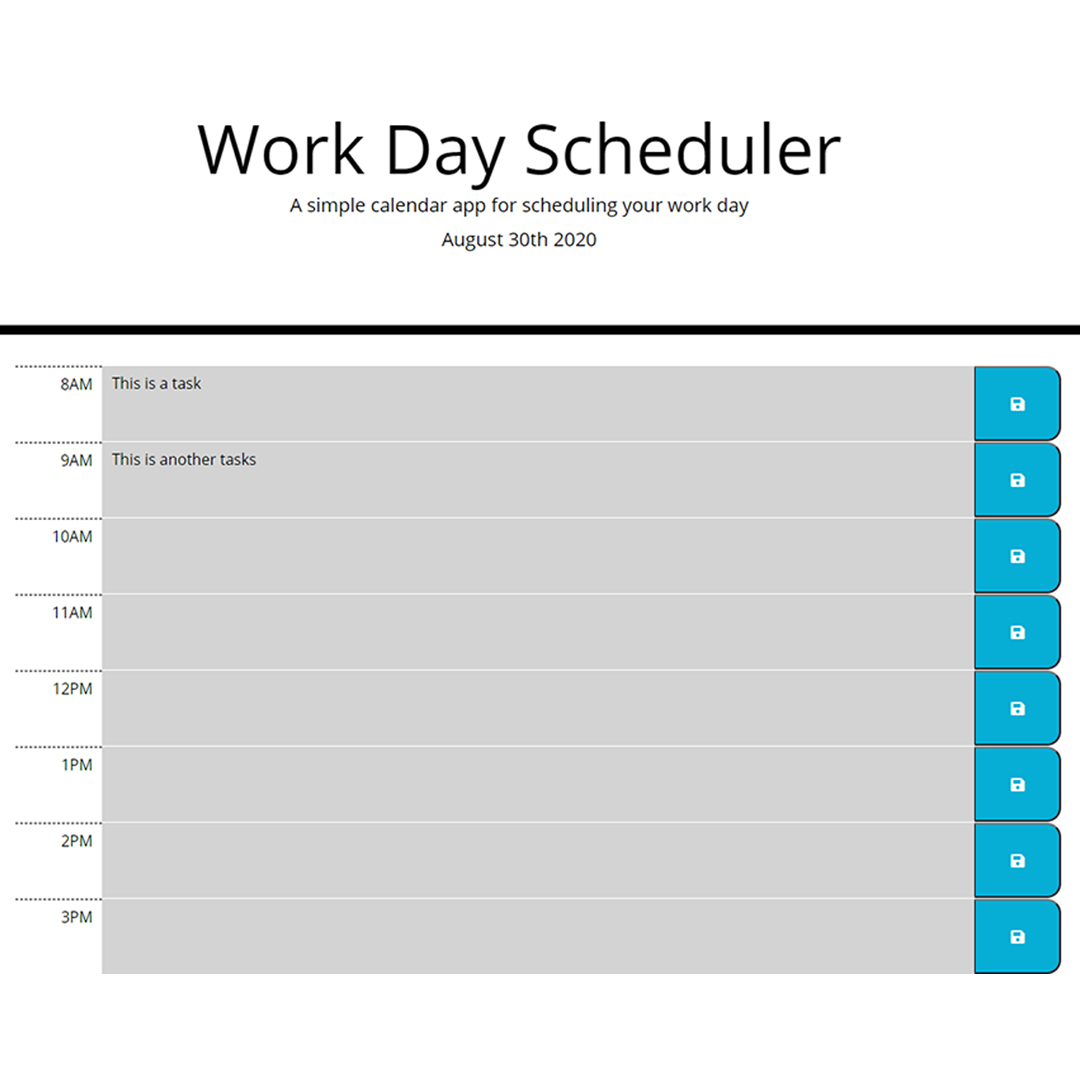 Work Day Scheduler
A simple calendar app for scheduling your work day
August 30th 2020
8AM This is a task
9AM This is another tasks
10AM
11AM
12PM
1PM
2PM
3PM